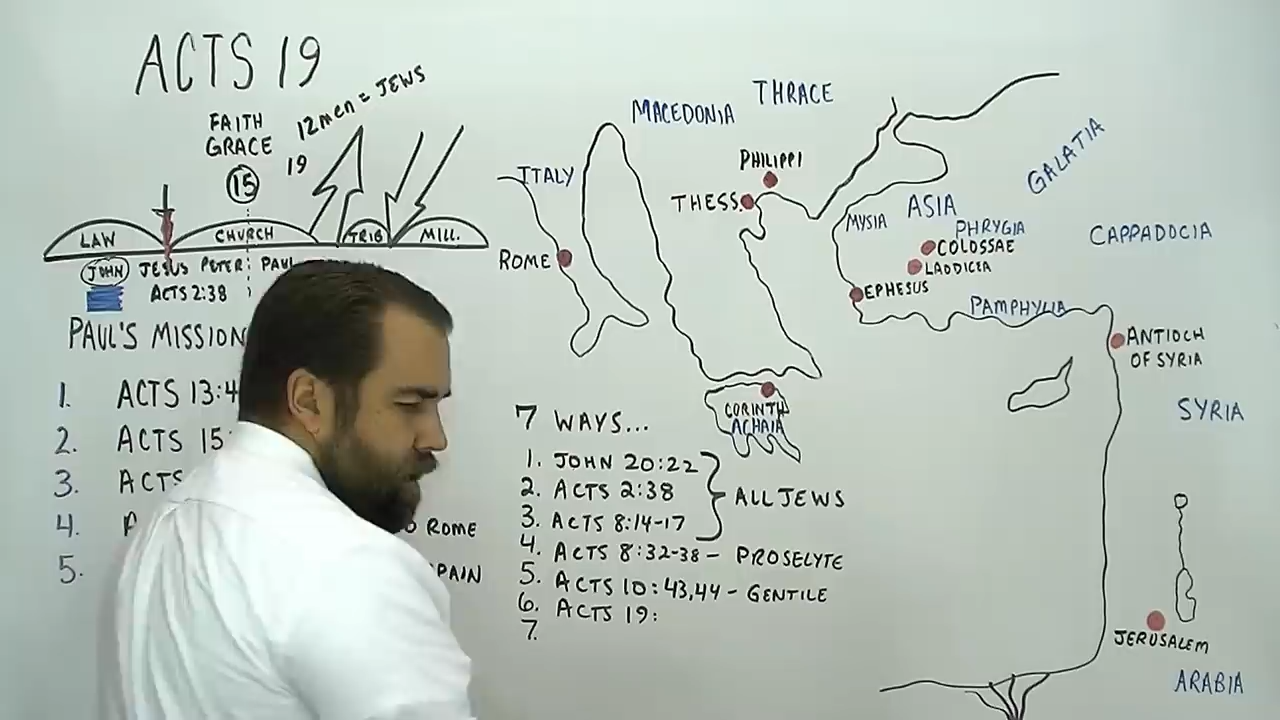 ACTS 19
FAITH
GRACE
15
12 men = JEWS
19
LAW
CHURCH
TRIB
MILL.
JOHN JESUS PETER PAUL
ACTS 2:38
PAUL'S MISSION
1. ACTS 13:4
2. ACTS 15:
3. ACTS
4. ROME
5. PAIN
MACEDONIA
THRACE
ITALY
PHILIPPI
THESS.
ROME
MYSIA
ASIA
GALATIA
PHRYGIA
COLOSSAE
LAODICEA
CAPPADOCIA
EPHESUS
PAMPHYLIA
ANTIOCH
OF SYRIA
SYRIA
CORINTH
ACHAIA
7 WAYS...
1. JOHN 20:22
2. ACTS 2:38
3. ACTS 8:14-17
ALL JEWS
4. ACTS 8:32-38 - PROSELYTE
5. ACTS 10:43,44 - GENTILE
6. ACTS 19:
7.
JERUSALEM
ARABIA